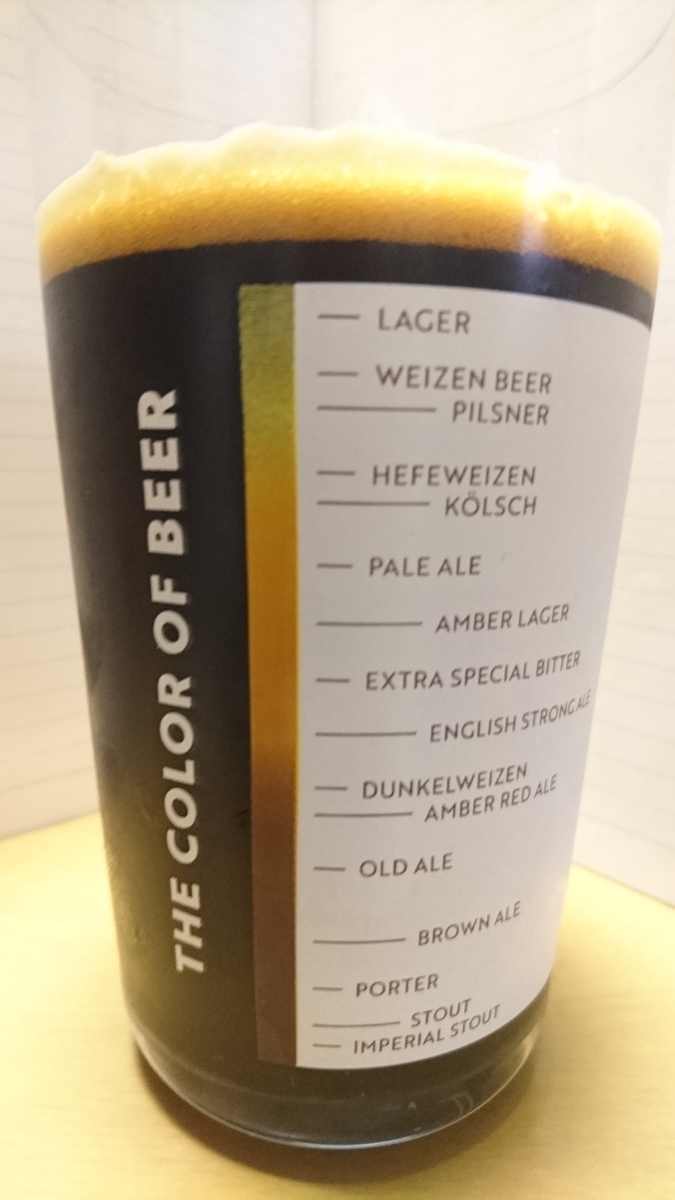 THE COLOR OF BEER
LAGER
WEIZEN BEER
PILSNER
HEFEWEIZEN
KÖLSCH
PALE ALE
AMBER LAGER
EXTRA SPECIAL BITTER
ENGLISH STRONG ALE
DUNKELWEIZEN
AMBER RED ALE
OLD ALE
BROWN ALE
PORTER
STOUT
IMPERIAL STOUT